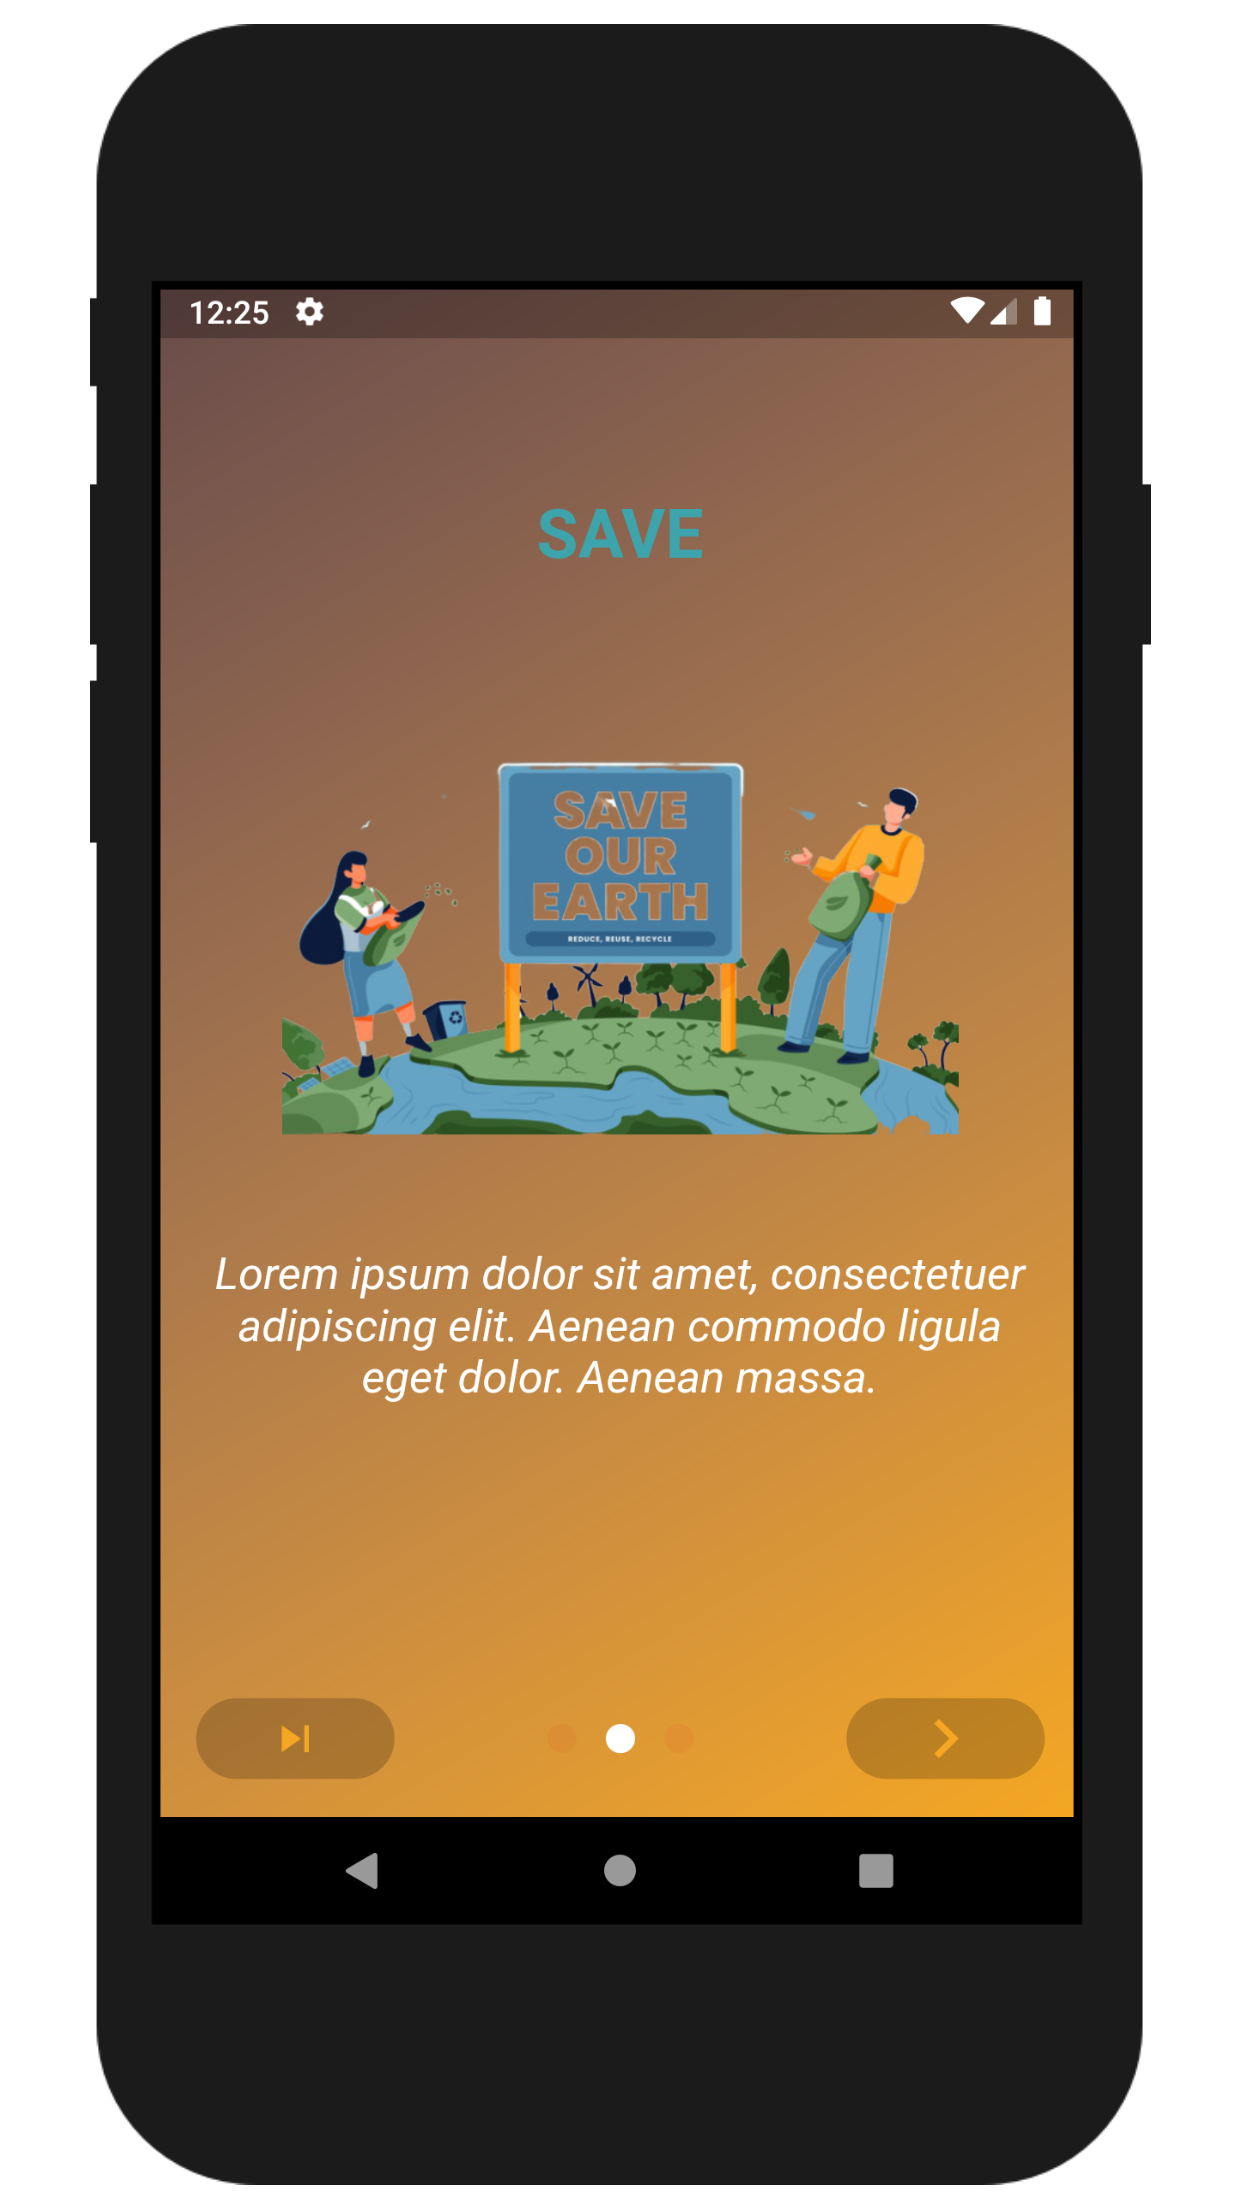 12:25
SAVE
SAVE
OUR
EARTH
REDUCE, REUSE, RECYCLE
Lorem ipsum dolor sit amet, consectetuer
adipiscing elit. Aenean commodo ligula
eget dolor. Aenean massa.